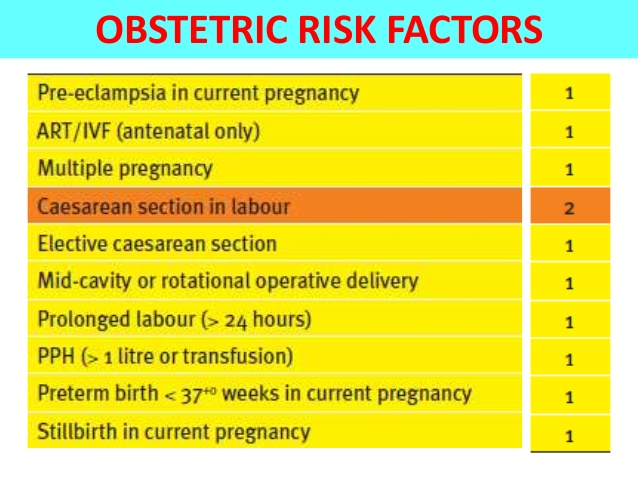 OBSTETRIC RISK FACTORS
Pre-eclampsia in current pregnancy 1
ART/IVF (antenatal only) 1
Multiple pregnancy 1
Caesarean section in labour 2
Elective caesarean section 1
Mid-cavity or rotational operative delivery 1
Prolonged labour (> 24 hours) 1
PPH (> 1 litre or transfusion) 1
Preterm birth < 37⁺⁰ weeks in current pregnancy 1
Stillbirth in current pregnancy 1